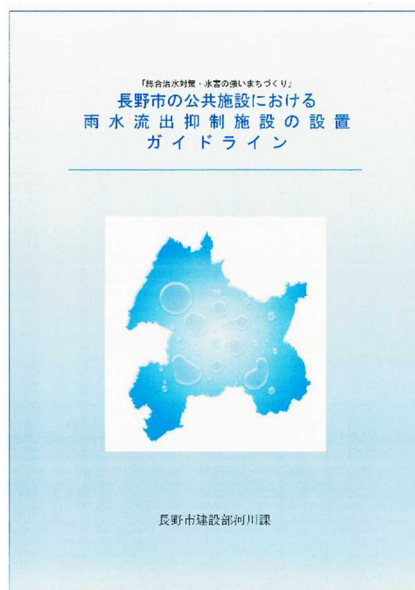 「総合治水対策・水害の強いまちづくり」
長野市の公共施設における
雨水流出抑制施設の設置
ガイドライン
長野市建設部河川課